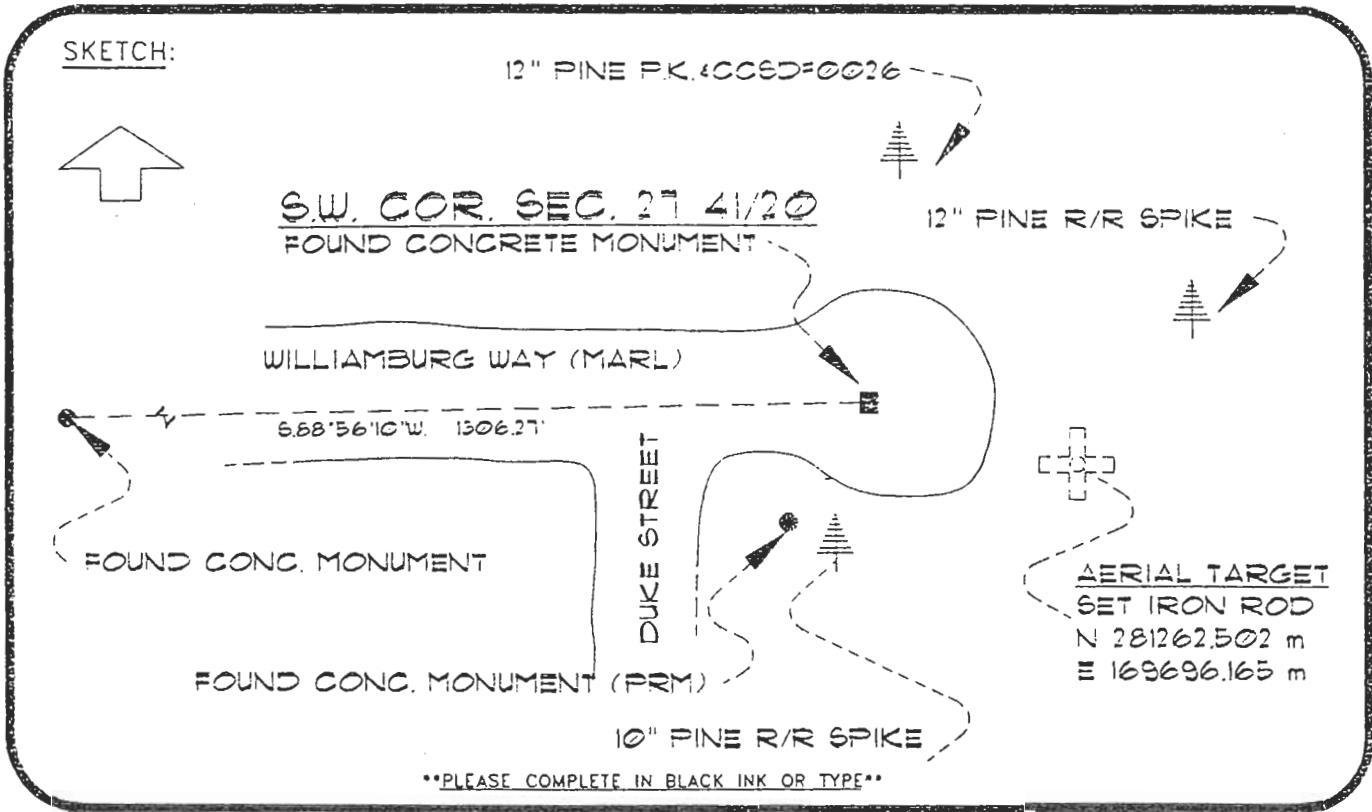 SKETCH:
12" PINE P.K. &CCSD#0026
S.W. COR. SEC. 27 41/20
FOUND CONCRETE MONUMENT
12" PINE R/R SPIKE
WILLIAMBURG WAY (MARL)
S.88°56'10"W. 1306.27'
DUKE STREET
FOUND CONC. MONUMENT
AERIAL TARGET
SET IRON ROD
N 281262.502 m
E 169696.165 m
FOUND CONC. MONUMENT (PRM)
10" PINE R/R SPIKE
**PLEASE COMPLETE IN BLACK INK OR TYPE**